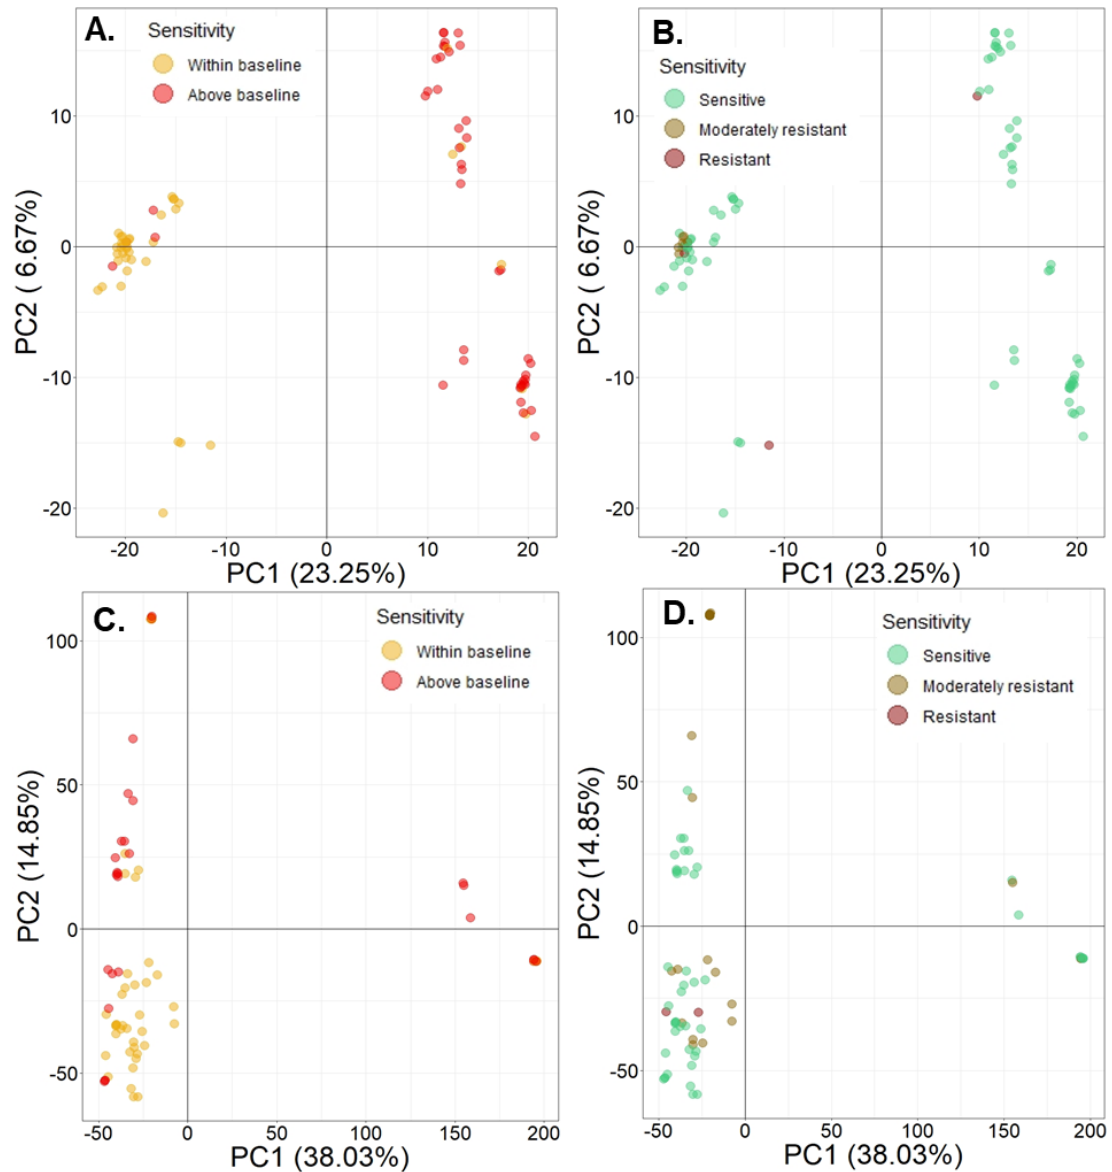 A.
Sensitivity
Within baseline
Above baseline
10
0
-10
-20
PC2 ( 6.67%)
-20 -10 0 10 20
PC1 (23.25%)
B.
Sensitivity
Sensitive
Moderately resistant
Resistant
10
0
-10
-20
PC2 ( 6.67%)
-20 -10 0 10 20
PC1 (23.25%)
C.
Sensitivity
Within baseline
Above baseline
100
50
0
-50
PC2 (14.85%)
-50 0 50 100 150 200
PC1 (38.03%)
D.
Sensitivity
Sensitive
Moderately resistant
Resistant
100
50
0
-50
PC2 (14.85%)
-50 0 50 100 150 200
PC1 (38.03%)